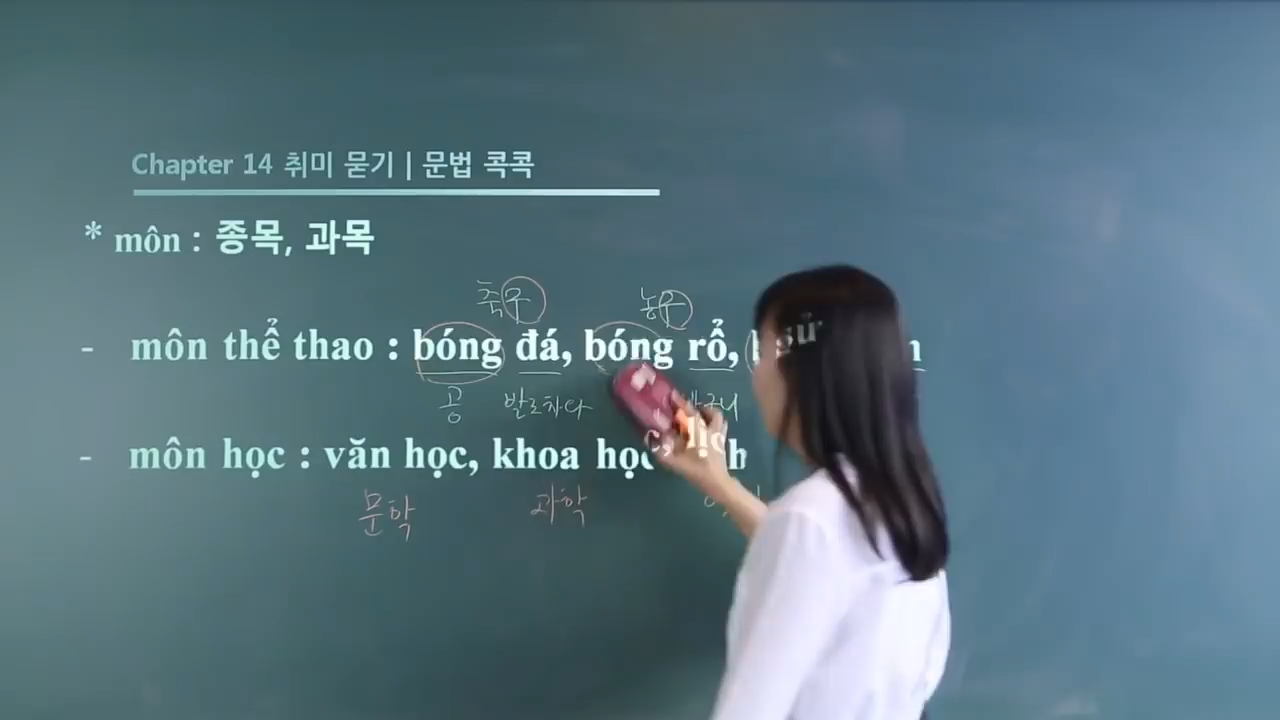 Chapter 14 취미 묻기 | 문법 콕콕
* môn : 종목, 과목
축구 농구
- môn thể thao : bóng đá, bóng rổ,
공 발로차다
- môn học : văn học, khoa học, lịch sử
문학 과학